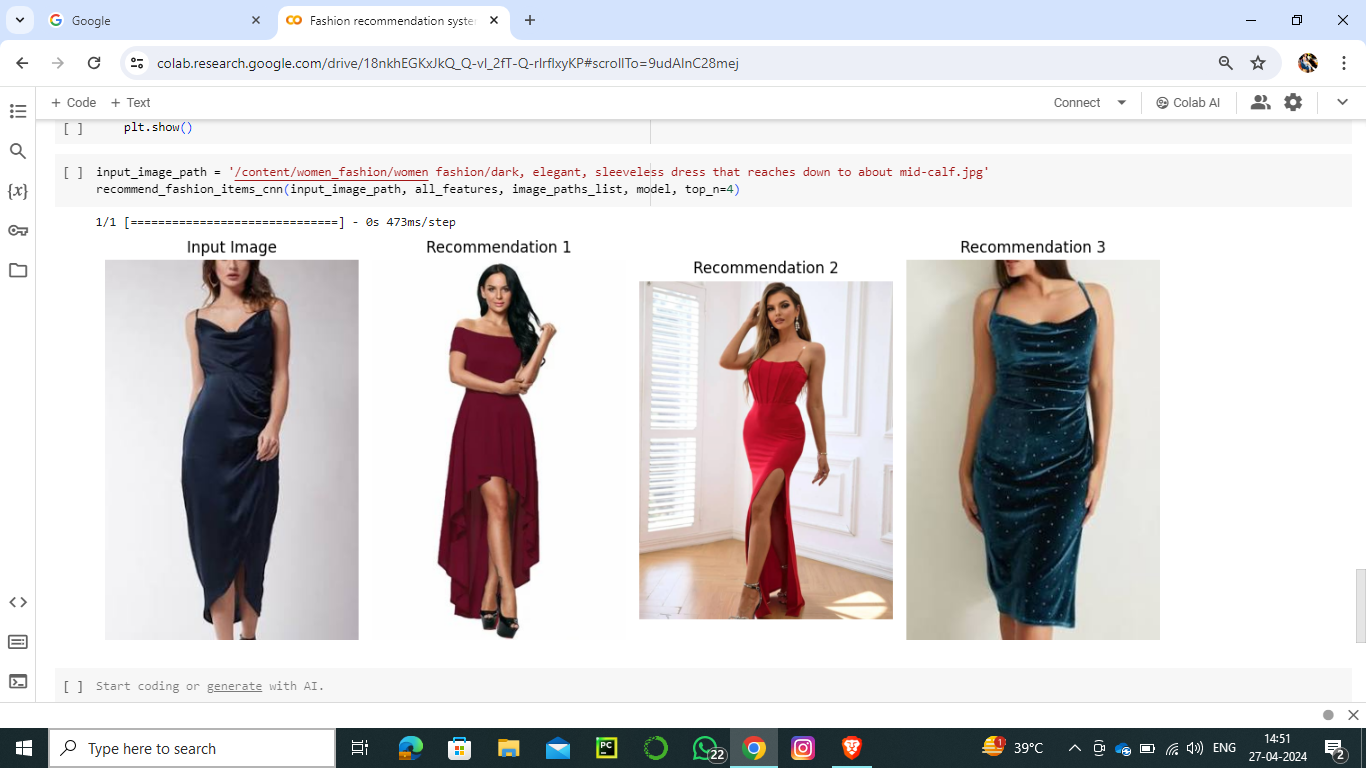 Google
Fashion recommendation syste
colab.research.google.com/drive/18nkhEGKxJkQ_Q-vl_2fT-Q-rIrfIxyKP#scrollTo=9udAlnC28mej
+ Code + Text
Connect
Colab AI
[ ] plt.show()
[ ] input_image_path = '/content/women_fashion/women fashion/dark, elegant, sleeveless dress that reaches down to about mid-calf.jpg'
recommend_fashion_items_cnn(input_image_path, all_features, image_paths_list, model, top_n=4)
1/1 [==============================] - 0s 473ms/step
Input Image
Recommendation 1
Recommendation 2
Recommendation 3
[ ] Start coding or generate with AI.
Type here to search
PC
22
1
39°C
ENG
14:51
27-04-2024
2